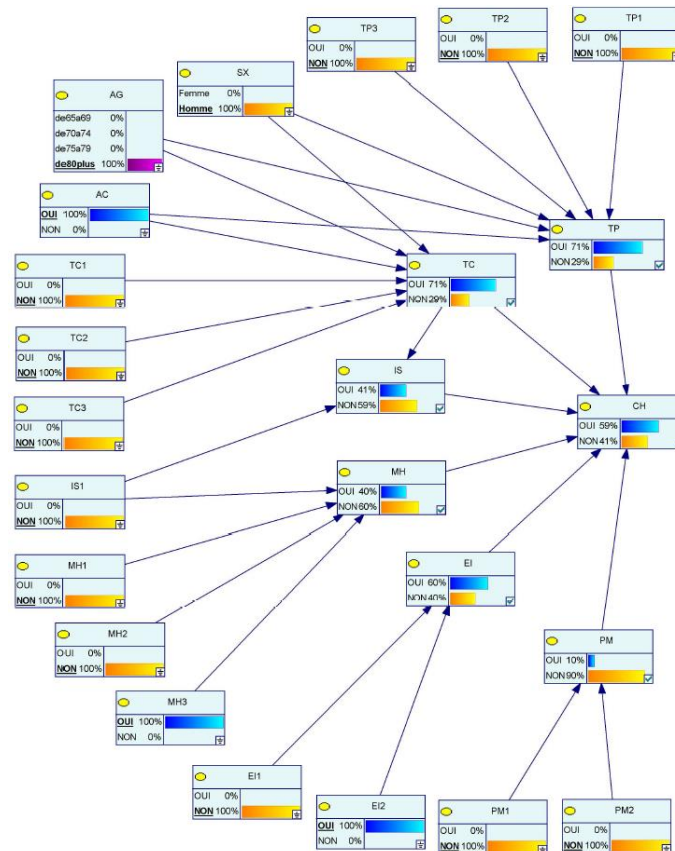 TP3
OUI 0%
NON 100%
TP2
OUI 0%
NON 100%
TP1
OUI 0%
NON 100%
SX
Femme 0%
Homme 100%
AG
de65a69 0%
de70a74 0%
de75a79 0%
de80plus 100%
AC
OUI 100%
NON 0%
TP
OUI 71%
NON 29%
TC1
OUI 0%
NON 100%
TC
OUI 71%
NON 29%
TC2
OUI 0%
NON 100%
IS
OUI 41%
NON 59%
TC3
OUI 0%
NON 100%
CH
OUI 59%
NON 41%
IS1
OUI 0%
NON 100%
MH
OUI 40%
NON 60%
MH1
OUI 0%
NON 100%
EI
OUI 60%
NON 40%
MH2
OUI 0%
NON 100%
PM
OUI 10%
NON 90%
MH3
OUI 100%
NON 0%
EI1
OUI 0%
NON 100%
EI2
OUI 100%
NON 0%
PM1
OUI 0%
NON 100%
PM2
OUI 0%
NON 100%